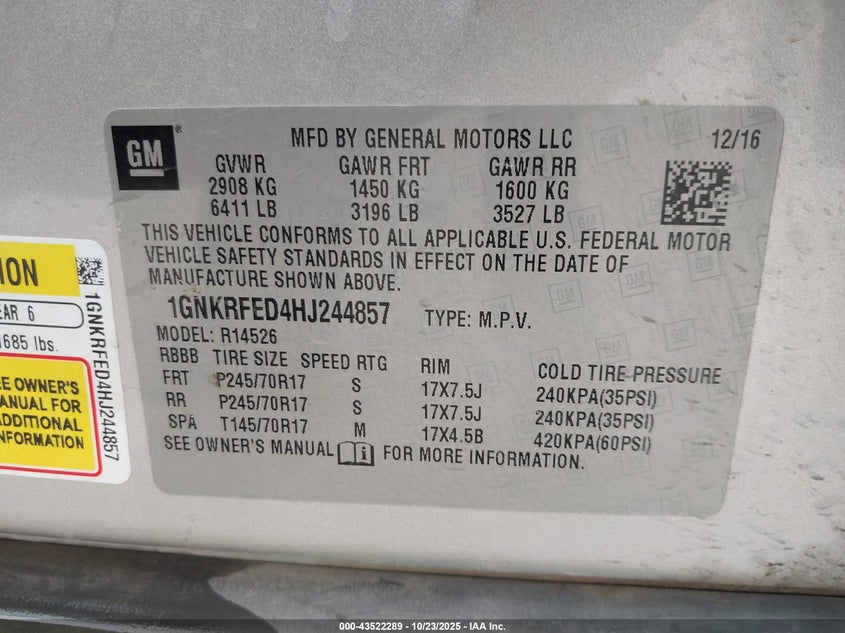 GM ®
MFD BY GENERAL MOTORS LLC 12/16
GVWR GAWR FRT GAWR RR
2908 KG 1450 KG 1600 KG
6411 LB 3196 LB 3527 LB
THIS VEHICLE CONFORMS TO ALL APPLICABLE U.S. FEDERAL MOTOR
VEHICLE SAFETY STANDARDS IN EFFECT ON THE DATE OF
MANUFACTURE SHOWN ABOVE.
1GNKRFED4HJ244857 TYPE: M.P.V.
MODEL: R14526
RBBB TIRE SIZE SPEED RTG RIM COLD TIRE PRESSURE
FRT P245/70R17 S 17X7.5J 240KPA(35PSI)
RR P245/70R17 S 17X7.5J 240KPA(35PSI)
SPA T145/70R17 M 17X4.5B 420KPA(60PSI)
SEE OWNER'S MANUAL i FOR MORE INFORMATION.
ION
EAR 6
685 lbs.
EE OWNER'S
ANUAL FOR
ADDITIONAL
INFORMATION
1GNKRFED4HJ244857
000-43522289 - 10/23/2025 - IAA Inc.